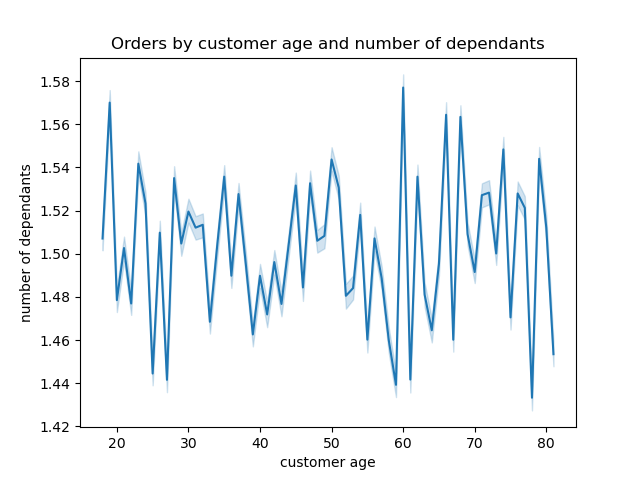 Orders by customer age and number of dependants
1.58
1.56
1.54
1.52
1.50
1.48
1.46
1.44
1.42
number of dependants
20 30 40 50 60 70 80
customer age